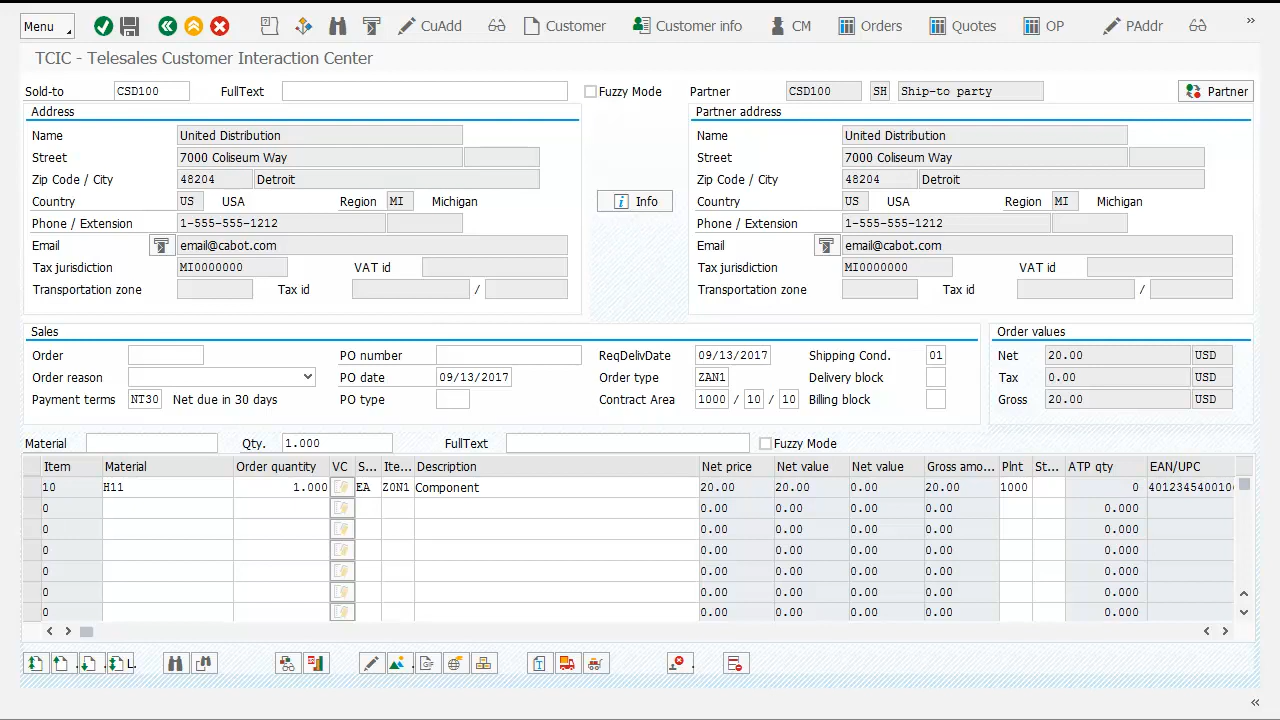 Menu CuAdd Customer Customer info CM Orders Quotes OP PAddr »
TCIC - Telesales Customer Interaction Center
Sold-to CSD100 FullText Fuzzy Mode Partner CSD100 SH Ship-to party Partner
Address
Name United Distribution
Street 7000 Coliseum Way
Zip Code / City 48204 Detroit
Country US USA Region MI Michigan
Phone / Extension 1-555-555-1212
Email email@cabot.com
Tax jurisdiction MI0000000 VAT id
Transportation zone Tax id /
Info
Partner address
Name United Distribution
Street 7000 Coliseum Way
Zip Code / City 48204 Detroit
Country US USA Region MI Michigan
Phone / Extension 1-555-555-1212
Email email@cabot.com
Tax jurisdiction MI0000000 VAT id
Transportation zone Tax id /
Sales
Order PO number ReqDelivDate 09/13/2017 Shipping Cond. 01
Order reason PO date 09/13/2017 Order type ZAN1 Delivery block
Payment terms NT30 Net due in 30 days PO type Contract Area 1000 / 10 / 10 Billing block
Order values
Net 20.00 USD
Tax 0.00 USD
Gross 20.00 USD
Material Qty. 1.000 FullText Fuzzy Mode
Item Material Order quantity VC S... Ite... Description Net price Net value Net value Gross amo... Plnt St... ATP qty EAN/UPC
10 H11 1.000 EA ZON1 Component 20.00 20.00 0.00 20.00 1000 0
0 0.00 0.00 0.00 0.00 0.000
0 0.00 0.00 0.00 0.00 0.000
0 0.00 0.00 0.00 0.00 0.000
0 0.00 0.00 0.00 0.00 0.000
0 0.00 0.00 0.00 0.00 0.000
0 0.00 0.00 0.00 0.00 0.000
«